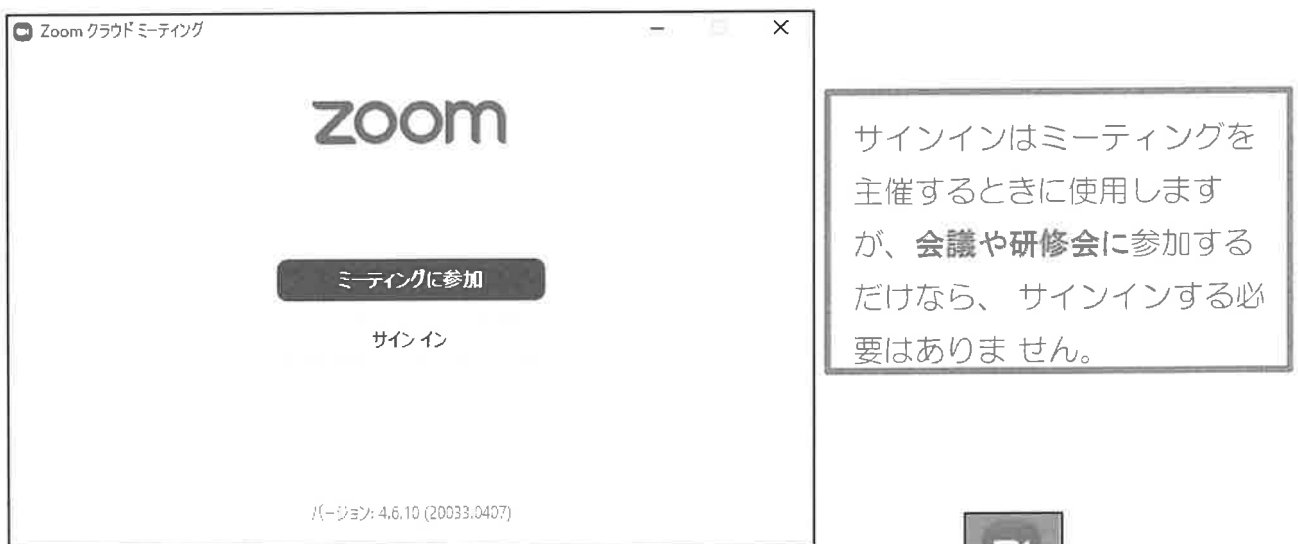 Zoom クラウド ミーティング
zoom
ミーティングに参加
サイン イン
バージョン: 4.6.10 (20033.0407)
サインインはミーティングを
主催するときに使用します
が、会議や研修会に参加する
だけなら、 サインインする必
要はありま せん。